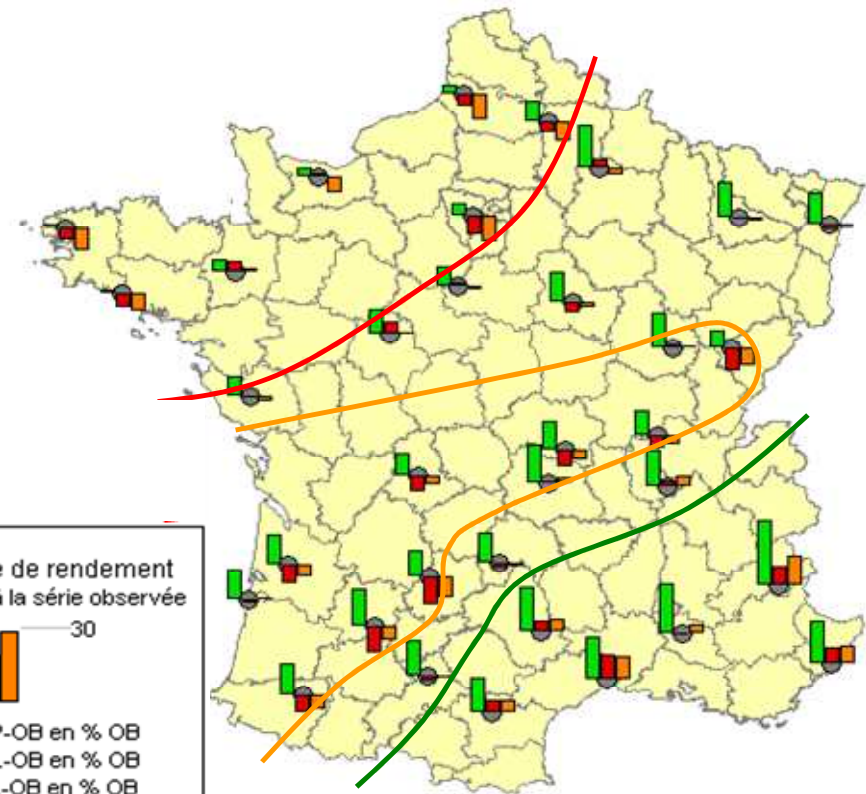 de rendement
la série observée
30
-OB en % OB
-OB en % OB
-OB en % OB